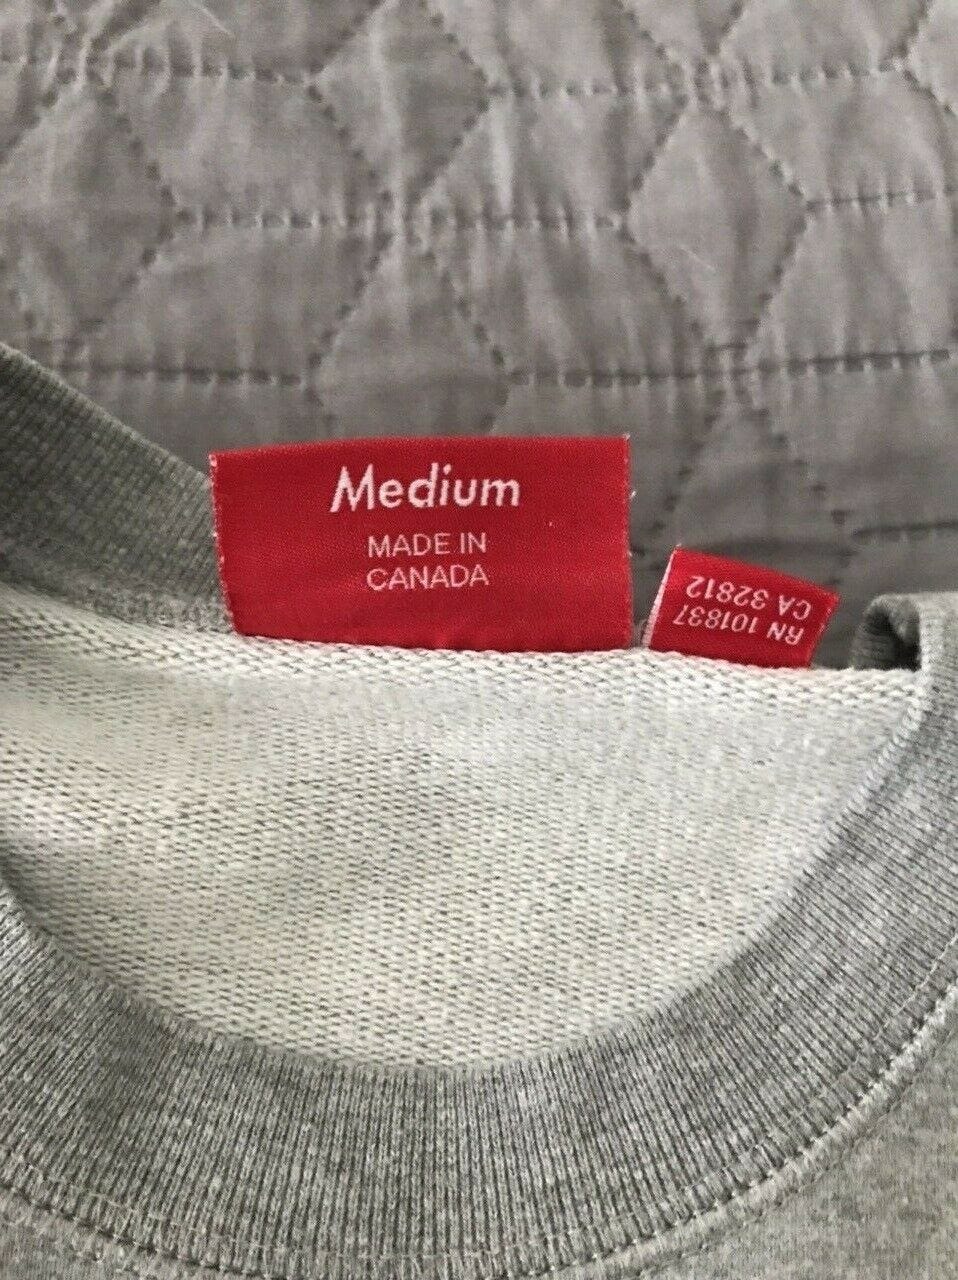 Medium
MADE IN
CANADA
RN 101837
CA 32812